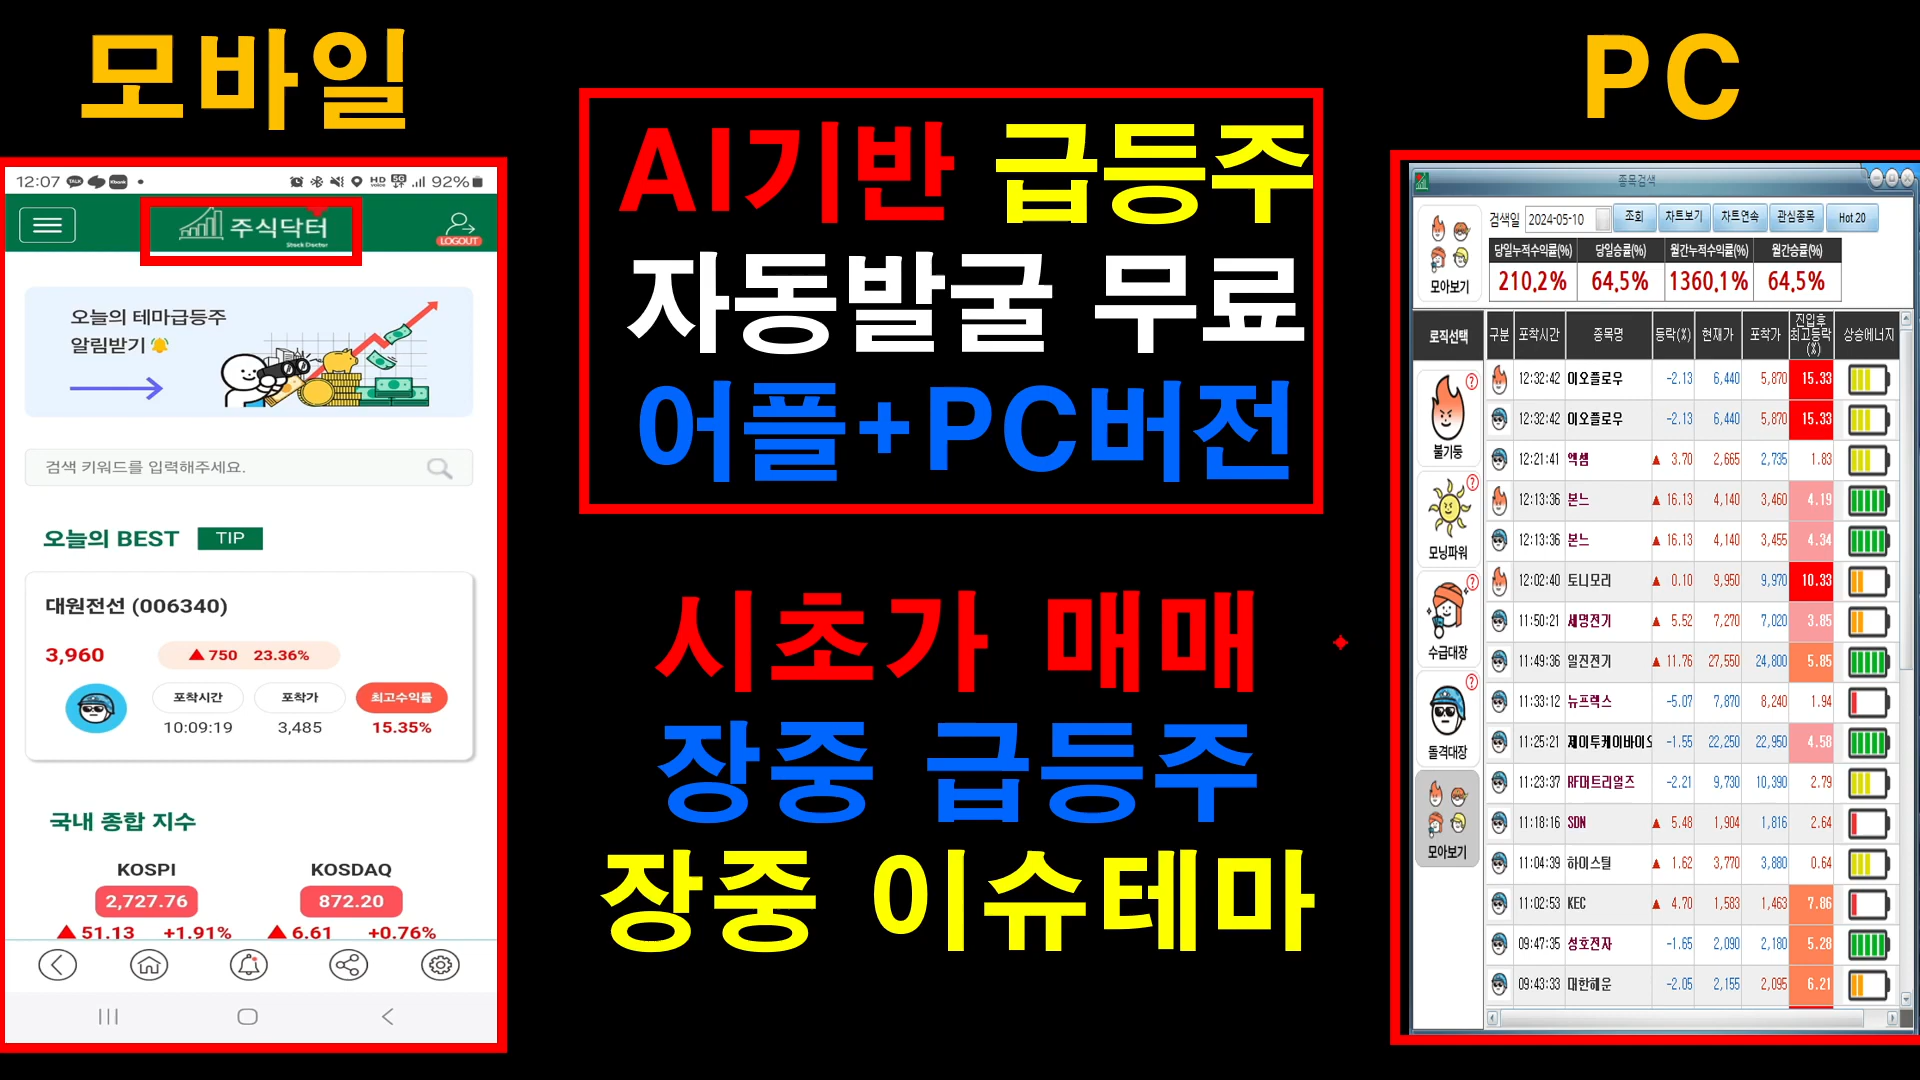 모바일
PC
AI기반 급등주
자동발굴 무료
어플+PC버전
시초가 매매
장중 급등주
장중 이슈테마
12:07
HD voice 5G 92%
주식닥터
Stock Doctor
LOGOUT
오늘의 테마급등주
알림받기
검색 키워드를 입력해주세요.
오늘의 BEST TIP
대원전선 (006340)
3,960 ▲ 750 23.36%
포착시간 포착가 최고수익률
10:09:19 3,485 15.35%
국내 종합 지수
KOSPI KOSDAQ
2,727.76 872.20
▲ 51.13 +1.91% ▲ 6.61 +0.76%
종목검색
검색일 2024-05-10 조회 차트보기 차트연속 관심종목 Hot 20
모아보기
당일누적수익률(%) 당일승률(%) 월간누적수익률(%) 월간승률(%)
210,2% 64,5% 1360,1% 64,5%
로직선택
불기둥
모닝파워
수급대장
돌격대장
모아보기
구분 포착시간 종목명 등락(%) 현재가 포착가 진입후 최고등락 (%) 상승에너지
12:32:42 이오플로우 -2.13 6,440 5,870 15.33
12:32:42 이오플로우 -2.13 6,440 5,870 15.33
12:21:41 엑셈 ▲ 3.70 2,665 2,735 1.83
12:13:36 본느 ▲ 16.13 4,140 3,460 4.19
12:13:36 본느 ▲ 16.13 4,140 3,455 4.34
12:02:40 토니모리 ▲ 0.10 9,950 9,970 10.33
11:50:21 세명전기 ▲ 5.52 7,270 7,020 3.85
11:49:36 일진전기 ▲ 11.76 27,550 24,800 5.85
11:33:12 뉴프렉스 -5.07 7,870 8,240 1.94
11:25:21 제이투케이바이오 -1.55 22,250 22,950 4.58
11:23:37 RF머트리얼즈 -2.21 9,730 10,390 2.79
11:18:16 SDN ▲ 5.48 1,904 1,816 2.64
11:04:39 하이스틸 ▲ 1.62 3,770 3,880 0.64
11:02:53 KEC ▲ 4.70 1,583 1,463 7.86
09:47:35 성호전자 -1.65 2,090 2,180 5.28
09:43:33 대한해운 -2.05 2,155 2,095 6.21